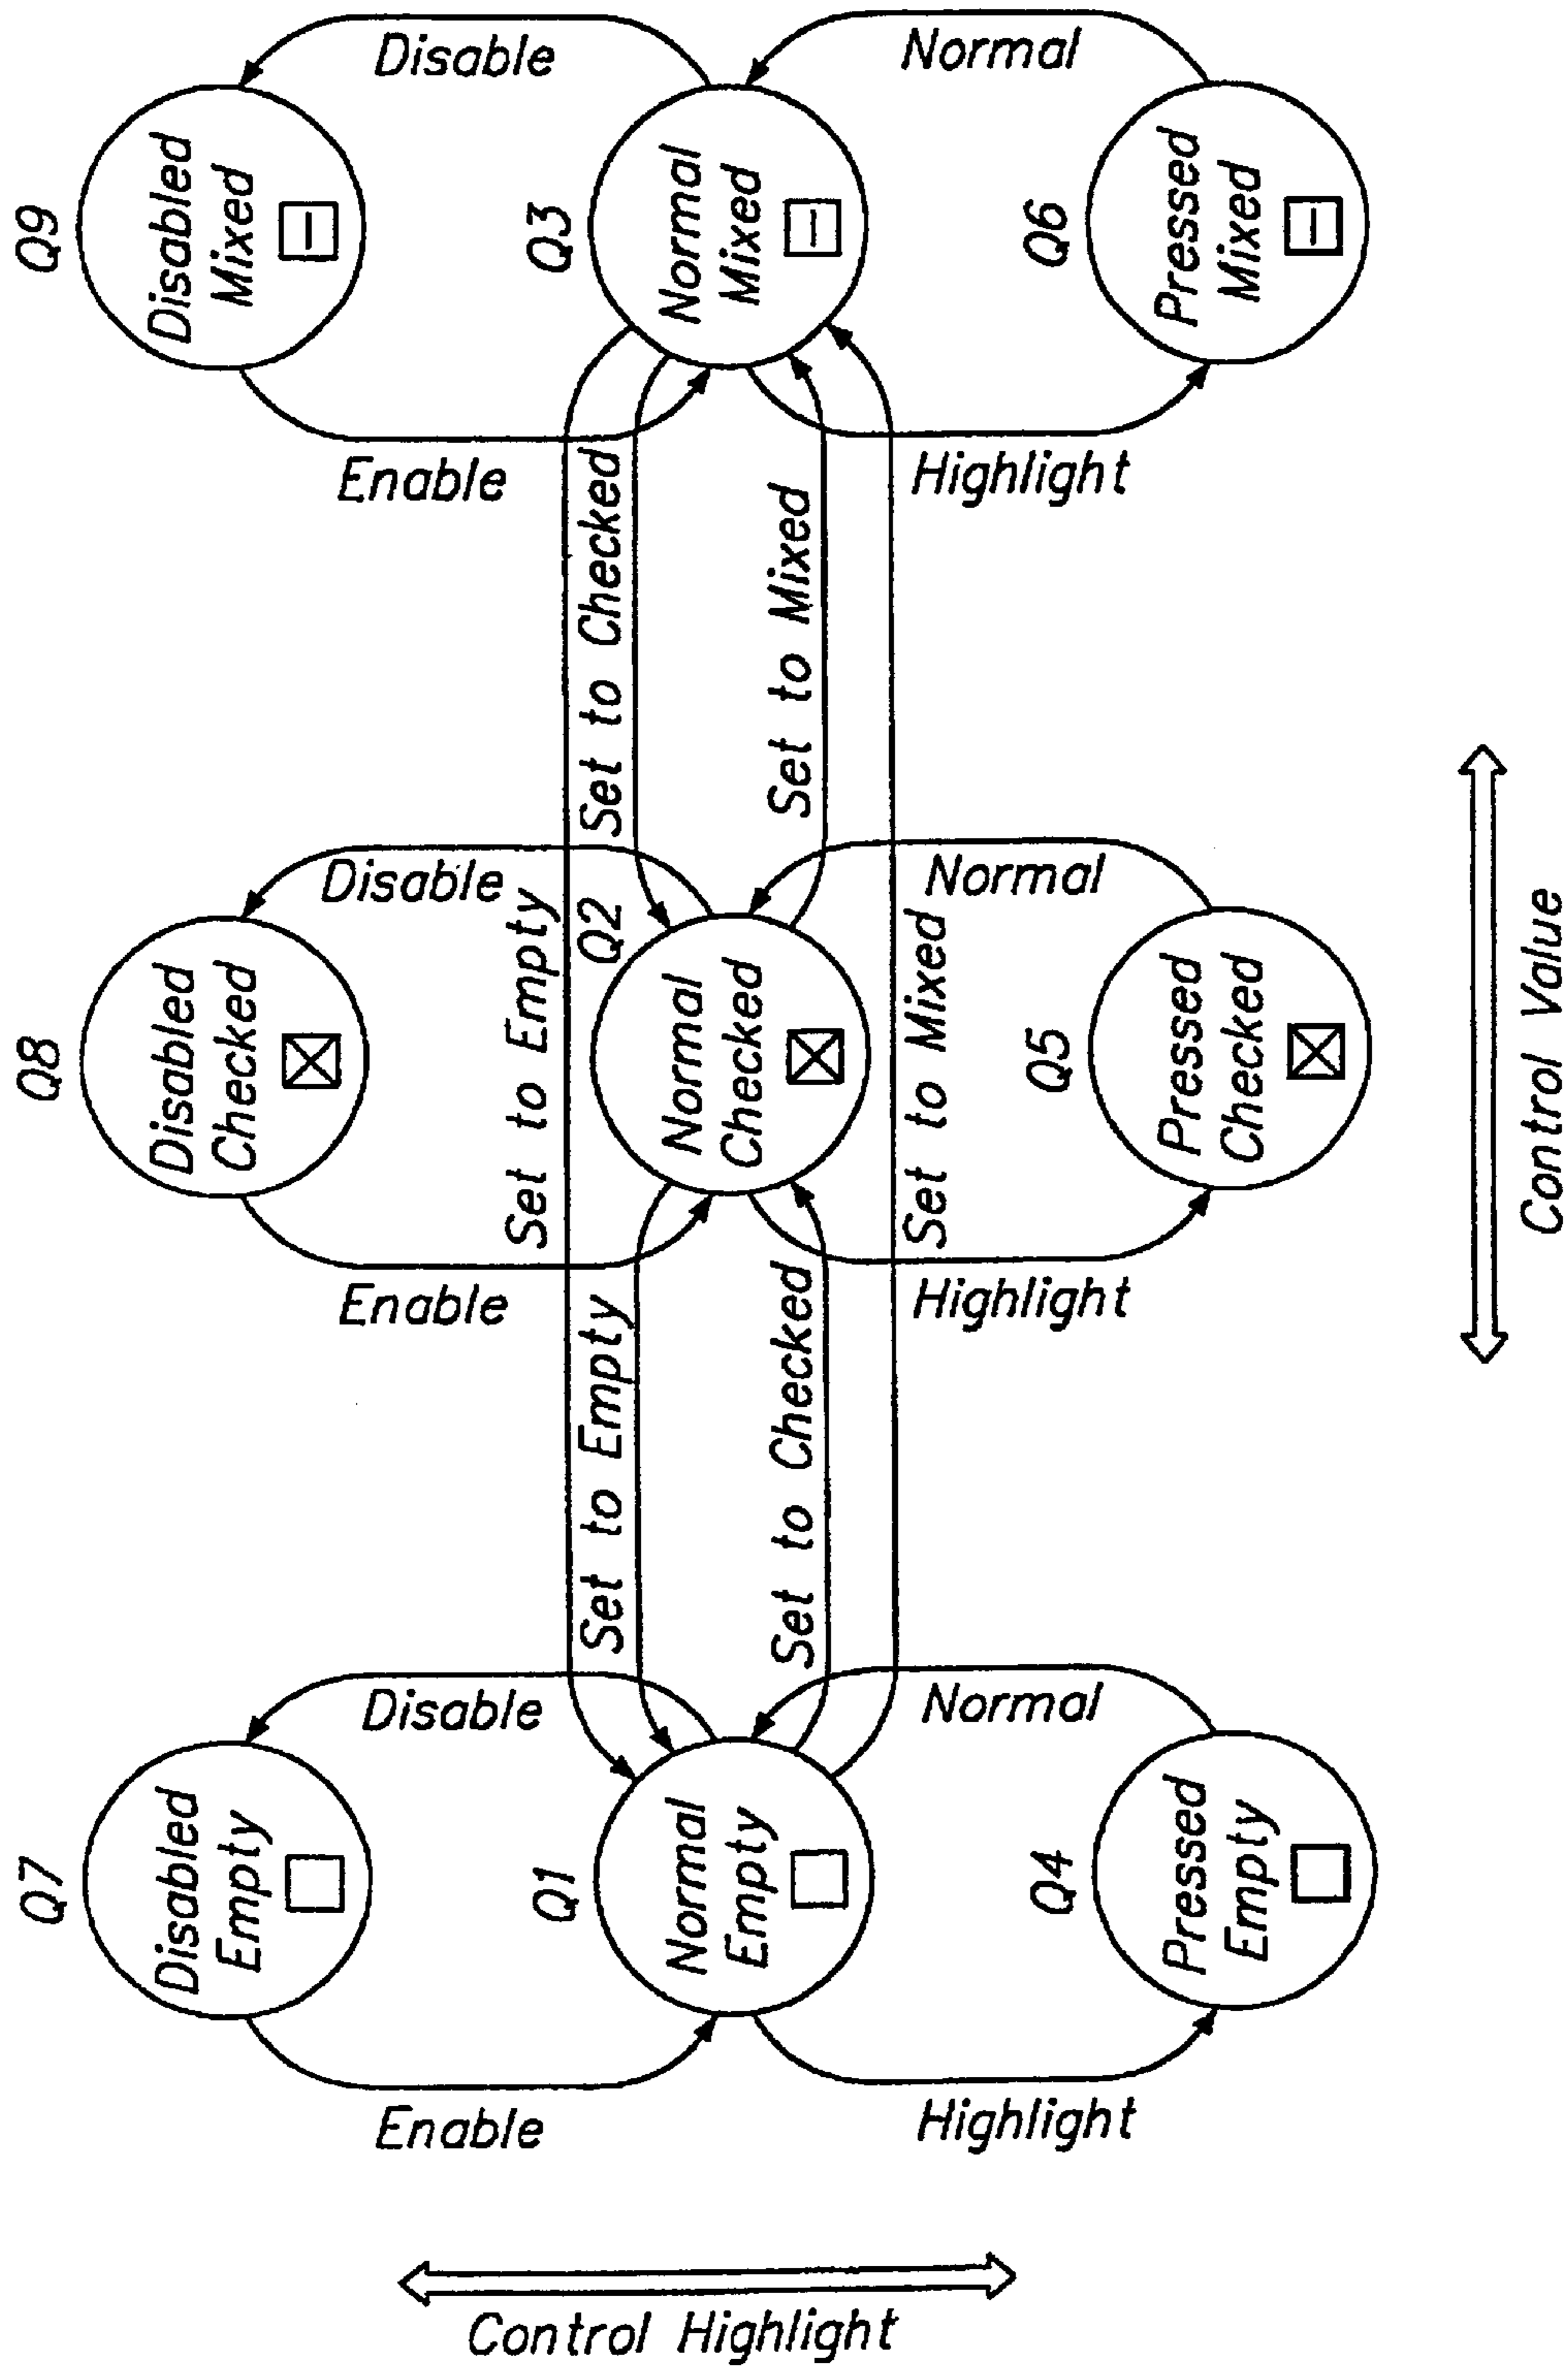 Q7
Disabled
Empty
Q8
Disabled
Checked
Q9
Disabled
Mixed
Enable
Disable
Enable
Disable
Enable
Disable
Set to Empty
Set to Empty
Set to Checked
Q1
Normal
Empty
Q2
Normal
Checked
Q3
Normal
Mixed
Set to Checked
Set to Mixed
Set to Mixed
Highlight
Normal
Highlight
Normal
Highlight
Normal
Q4
Pressed
Empty
Q5
Pressed
Checked
Q6
Pressed
Mixed
Control Highlight
Control Value